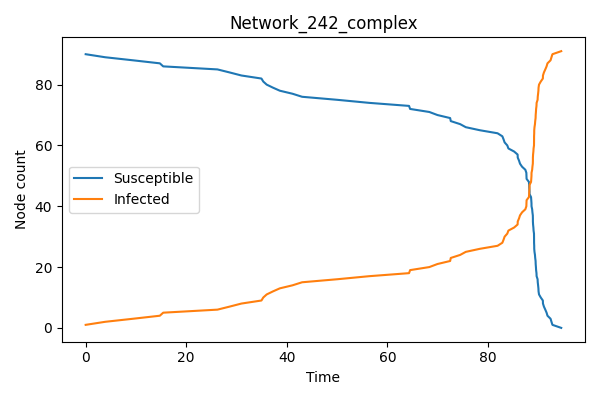 Network_242_complex
Node count
80
60
40
20
0
Susceptible
Infected
0 20 40 60 80
Time